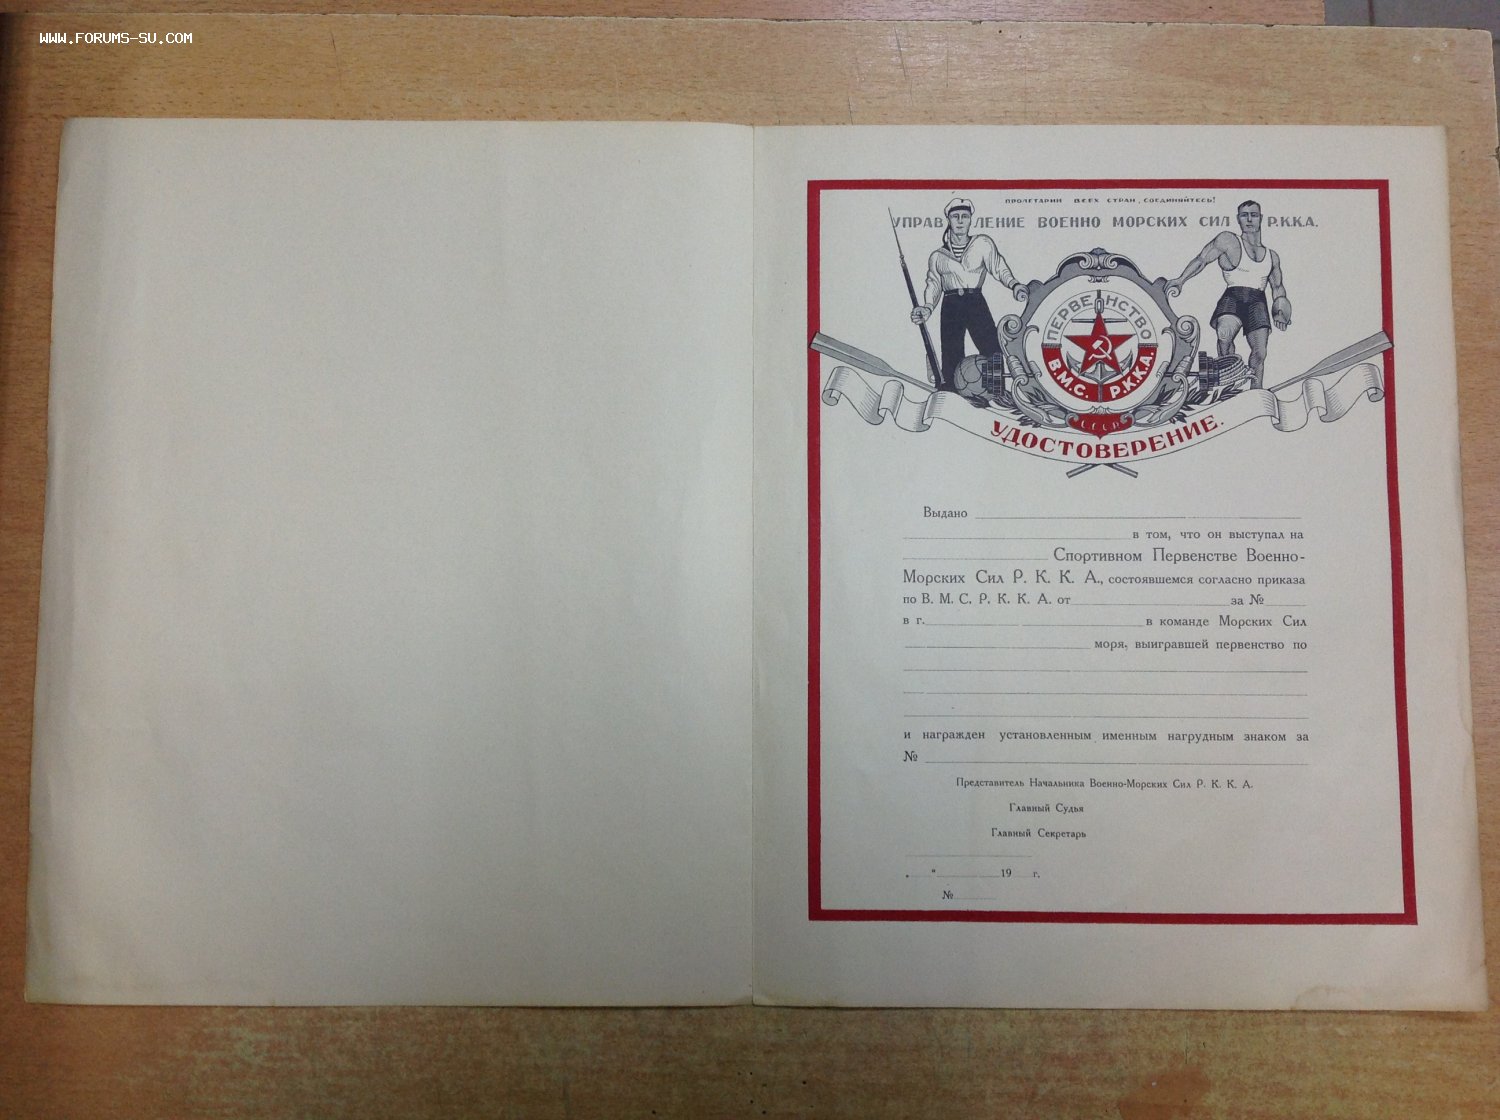 WWW.FORUMS-SU.COM
ПРОЛЕТАРИИ ВСЕХ СТРАН, СОЕДИНЯЙТЕСЬ!
УПРАВЛЕНИЕ ВОЕННО МОРСКИХ СИЛ Р.К.К.А.
ПЕРВЕНСТВО
В.М.С. Р.К.К.А.
СССР
УДОСТОВЕРЕНИЕ.
Выдано
в том, что он выступал на
Спортивном Первенстве Военно-
Морских Сил Р. К. К. А., состоявшемся согласно приказа
по В. М. С. Р. К. К. А. от за №
в г. в команде Морских Сил
моря, выигравшей первенство по
и награжден установленным именным нагрудным знаком за
№
Представитель Начальника Военно-Морских Сил Р. К. К. А.
Главный Судья
Главный Секретарь
„ “ 19 г.
№